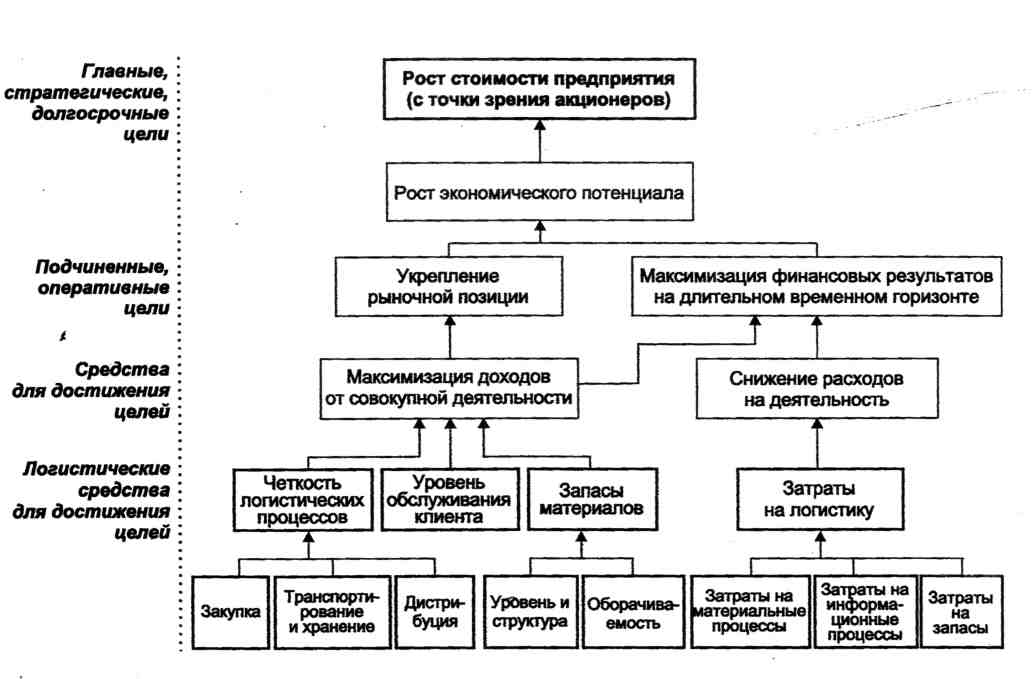 Главные,
стратегические,
долгосрочные
цели
Рост стоимости предприятия
(с точки зрения акционеров)
Рост экономического потенциала
Подчиненные,
оперативные
цели
Укрепление
рыночной позиции
Максимизация финансовых результатов
на длительном временном горизонте
Средства
для достижения
целей
Максимизация доходов
от совокупной деятельности
Снижение расходов
на деятельность
Логистические
средства
для достижения
целей
Четкость
логистических
процессов
Уровень
обслуживания
клиента
Запасы
материалов
Затраты
на логистику
Закупка
Транспорти-
рование
и хранение
Дистри-
буция
Уровень и
структура
Оборачива-
емость
Затраты на
материальные
процессы
Затраты на
информа-
ционные
процессы
Затраты
на
запасы